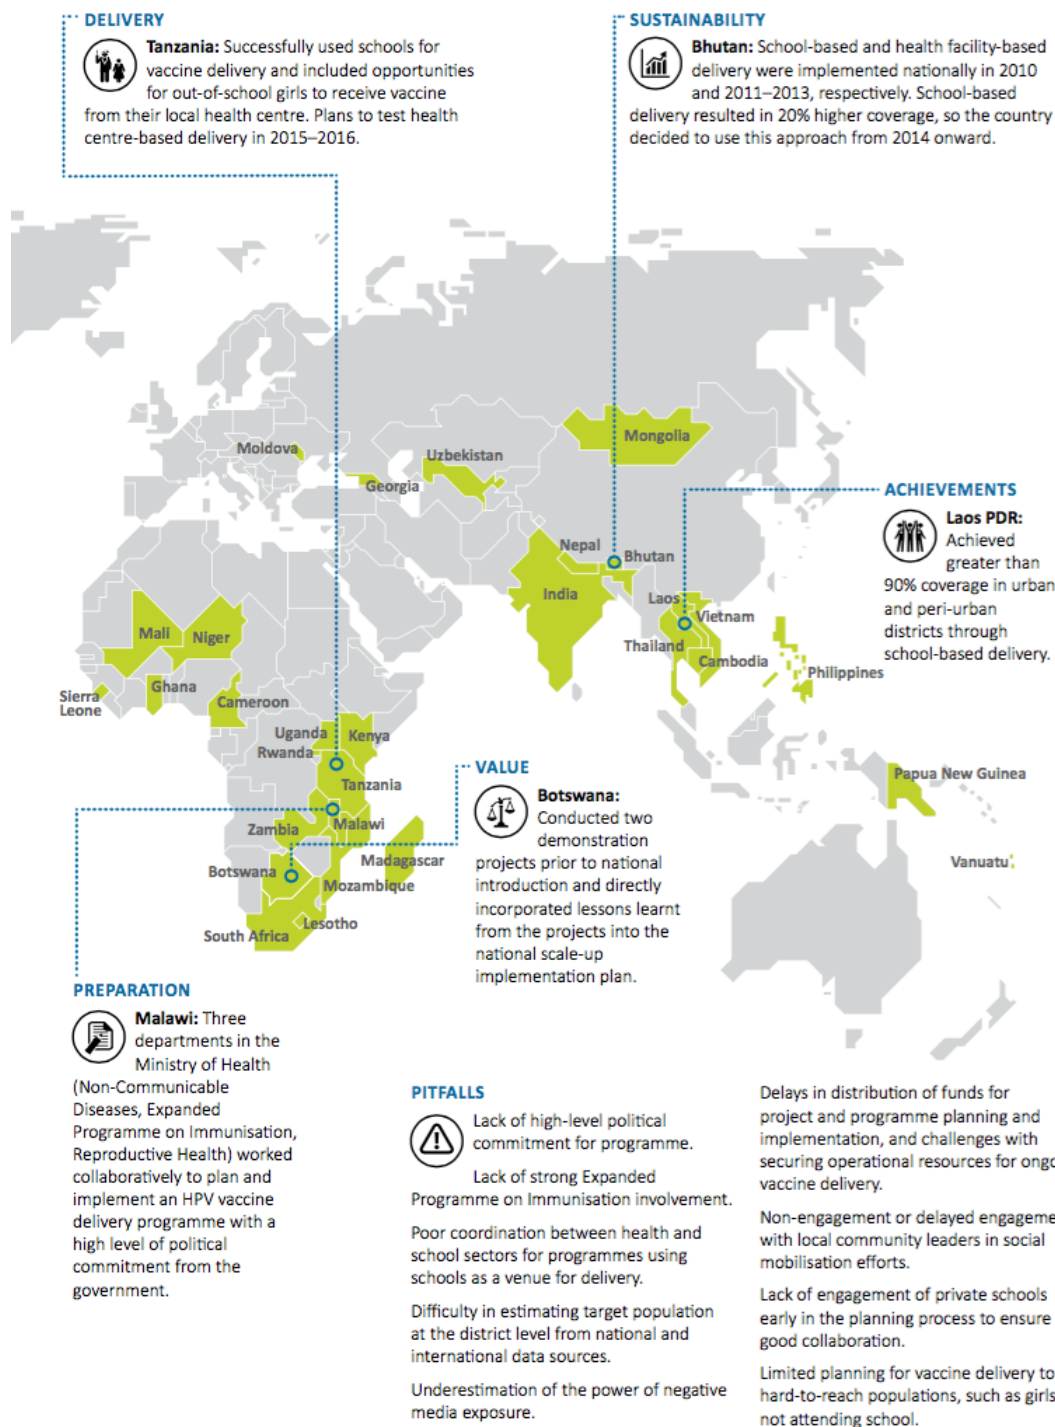 DELIVERY
Tanzania: Successfully used schools for
vaccine delivery and included opportunities
for out-of-school girls to receive vaccine
from their local health centre. Plans to test health
centre-based delivery in 2015–2016.
SUSTAINABILITY
Bhutan: School-based and health facility-based
delivery were implemented nationally in 2010
and 2011–2013, respectively. School-based
delivery resulted in 20% higher coverage, so the country
decided to use this approach from 2014 onward.
Moldova
Georgia
Uzbekistan
Mongolia
Nepal
Bhutan
India
Laos
Vietnam
Thailand
Cambodia
Philippines
ACHIEVEMENTS
Laos PDR:
Achieved
greater than
90% coverage in urban
and peri-urban
districts through
school-based delivery.
Mali
Niger
Sierra
Leone
Ghana
Cameroon
Uganda
Kenya
Rwanda
Tanzania
Zambia
Malawi
Madagascar
Botswana
Mozambique
Lesotho
South Africa
Papua New Guinea
Vanuatu
VALUE
Botswana:
Conducted two
demonstration
projects prior to national
introduction and directly
incorporated lessons learnt
from the projects into the
national scale-up
implementation plan.
PREPARATION
Malawi: Three
departments in the
Ministry of Health
(Non-Communicable
Diseases, Expanded
Programme on Immunisation,
Reproductive Health) worked
collaboratively to plan and
implement an HPV vaccine
delivery programme with a
high level of political
commitment from the
government.
PITFALLS
Lack of high-level political
commitment for programme.
Lack of strong Expanded
Programme on Immunisation involvement.
Poor coordination between health and
school sectors for programmes using
schools as a venue for delivery.
Difficulty in estimating target population
at the district level from national and
international data sources.
Underestimation of the power of negative
media exposure.
Delays in distribution of funds for
project and programme planning and
implementation, and challenges with
securing operational resources for ongo
vaccine delivery.
Non-engagement or delayed engageme
with local community leaders in social
mobilisation efforts.
Lack of engagement of private schools
early in the planning process to ensure
good collaboration.
Limited planning for vaccine delivery to
hard-to-reach populations, such as girls
not attending school.